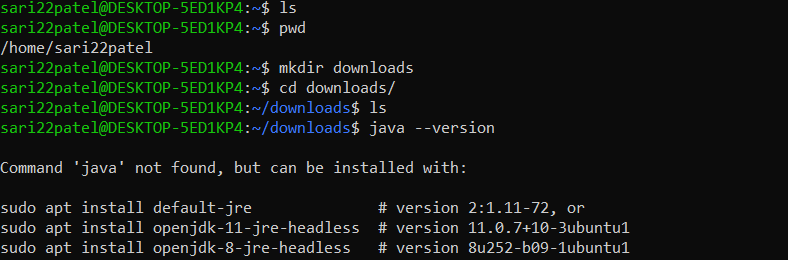 sari22patel@DESKTOP-5ED1KP4:~$ ls
sari22patel@DESKTOP-5ED1KP4:~$ pwd
/home/sari22patel
sari22patel@DESKTOP-5ED1KP4:~$ mkdir downloads
sari22patel@DESKTOP-5ED1KP4:~$ cd downloads/
sari22patel@DESKTOP-5ED1KP4:~/downloads$ ls
sari22patel@DESKTOP-5ED1KP4:~/downloads$ java --version
Command 'java' not found, but can be installed with:
sudo apt install default-jre              # version 2:1.11-72, or
sudo apt install openjdk-11-jre-headless  # version 11.0.7+10-3ubuntu1
sudo apt install openjdk-8-jre-headless   # version 8u252-b09-1ubuntu1